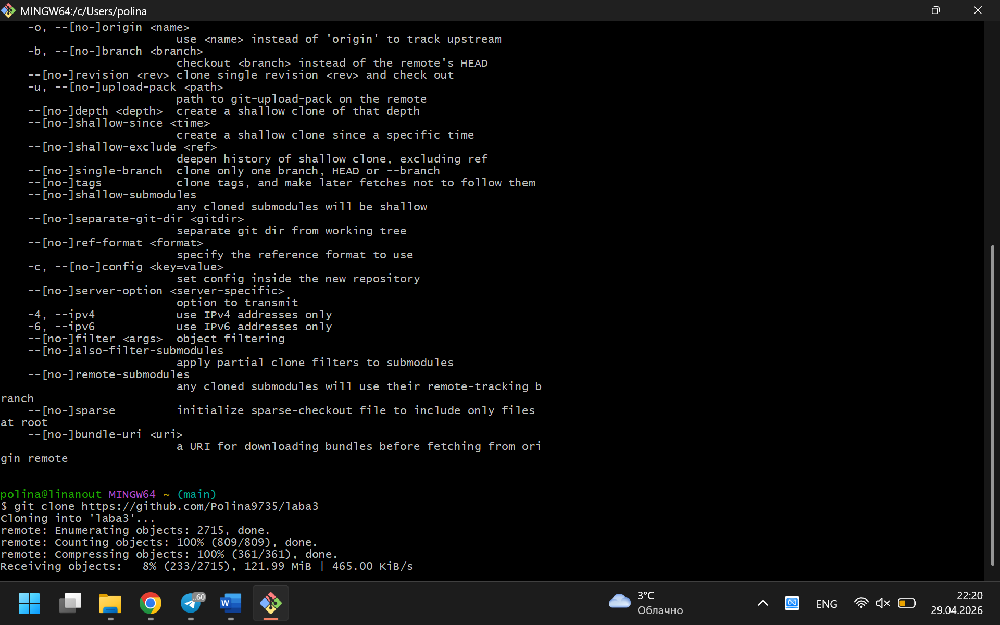 MINGW64:/c/Users/polina
-o, --[no-]origin <name>
use <name> instead of 'origin' to track upstream
-b, --[no-]branch <branch>
checkout <branch> instead of the remote's HEAD
--[no-]revision <rev> clone single revision <rev> and check out
-u, --[no-]upload-pack <path>
path to git-upload-pack on the remote
--[no-]depth <depth>  create a shallow clone of that depth
--[no-]shallow-since <time>
create a shallow clone since a specific time
--[no-]shallow-exclude <ref>
deepen history of shallow clone, excluding ref
--[no-]single-branch  clone only one branch, HEAD or --branch
--[no-]tags           clone tags, and make later fetches not to follow them
--[no-]shallow-submodules
any cloned submodules will be shallow
--[no-]separate-git-dir <gitdir>
separate git dir from working tree
--[no-]ref-format <format>
specify the reference format to use
-c, --[no-]config <key=value>
set config inside the new repository
--[no-]server-option <server-specific>
option to transmit
-4, --ipv4            use IPv4 addresses only
-6, --ipv6            use IPv6 addresses only
--[no-]filter <args>  object filtering
--[no-]also-filter-submodules
apply partial clone filters to submodules
--[no-]remote-submodules
any cloned submodules will use their remote-tracking b
ranch
--[no-]sparse         initialize sparse-checkout file to include only files
at root
--[no-]bundle-uri <uri>
a URI for downloading bundles before fetching from ori
gin remote
polina@linanout MINGW64 ~ (main)
$ git clone https://github.com/Polina9735/laba3
Cloning into 'laba3'...
remote: Enumerating objects: 2715, done.
remote: Counting objects: 100% (809/809), done.
remote: Compressing objects: 100% (361/361), done.
Receiving objects:   8% (233/2715), 121.99 MiB | 465.00 KiB/s
..60
W
3°C
Облачно
ENG
22:20
29.04.2026